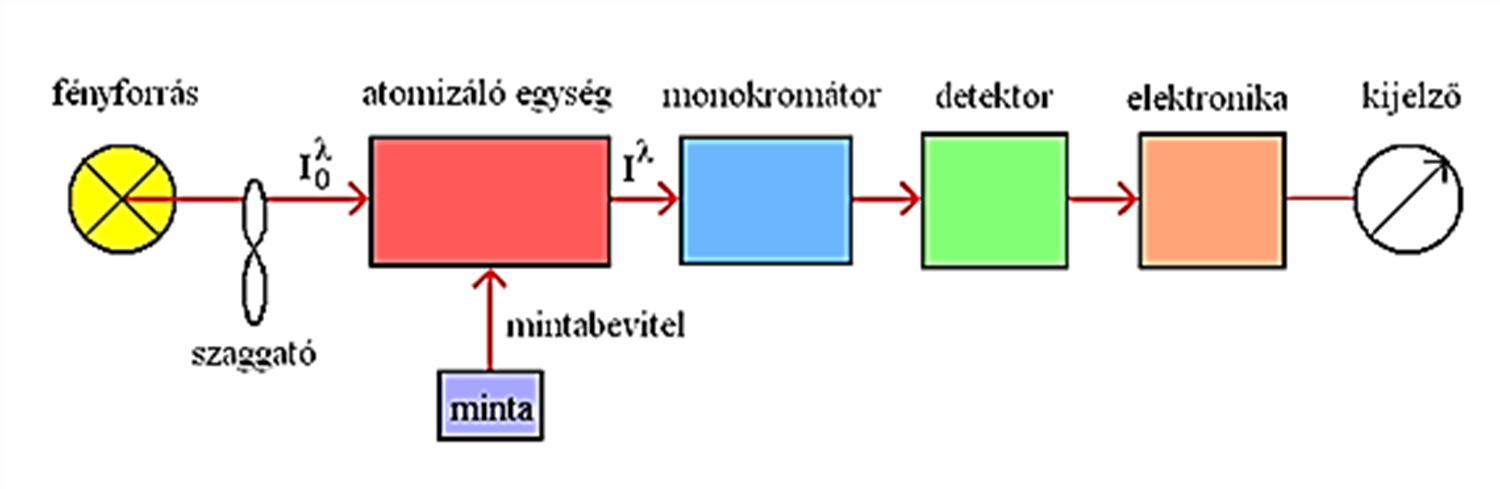 fényforrás
atomizáló egység
monokromátor
detektor
elektronika
kijelző
I₀^λ
I^λ
szaggató
mintabevitel
minta